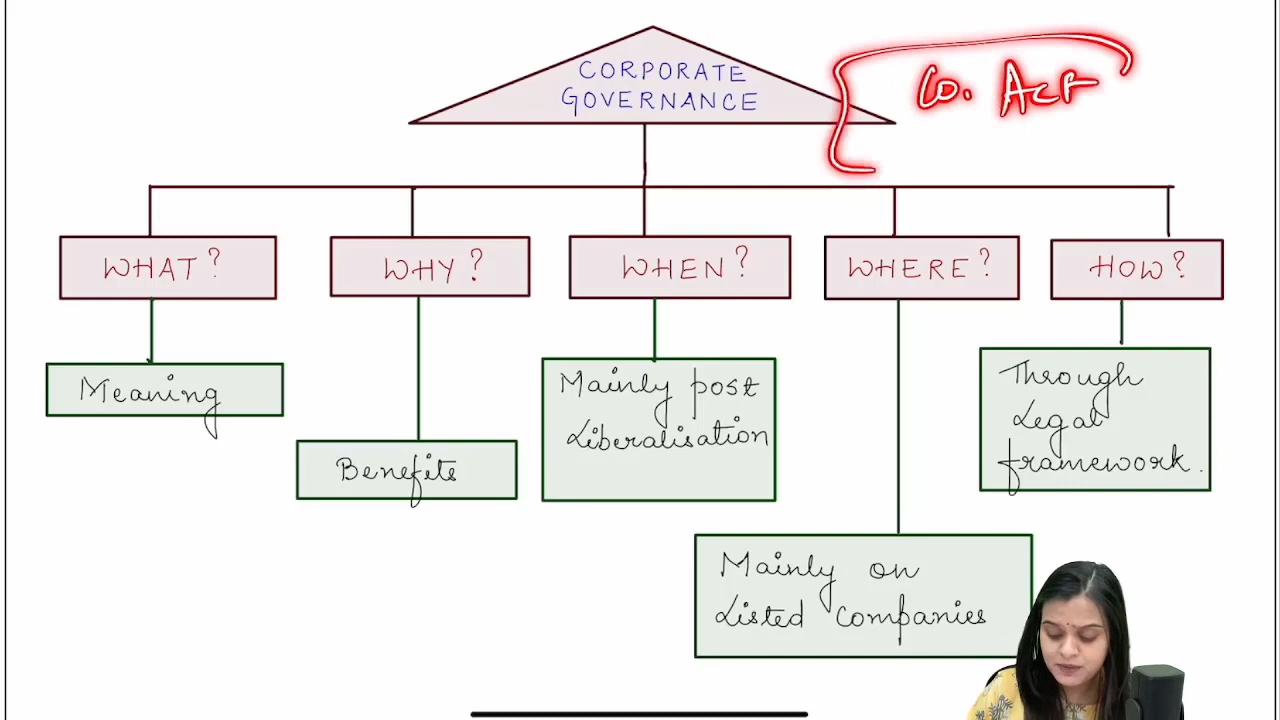 CORPORATE
GOVERNANCE
Co. Act
WHAT?
WHY?
WHEN?
WHERE?
HOW?
Meaning
Benefits
Mainly post
Liberalisation
Mainly on
Listed Companies
Through
Legal
framework.